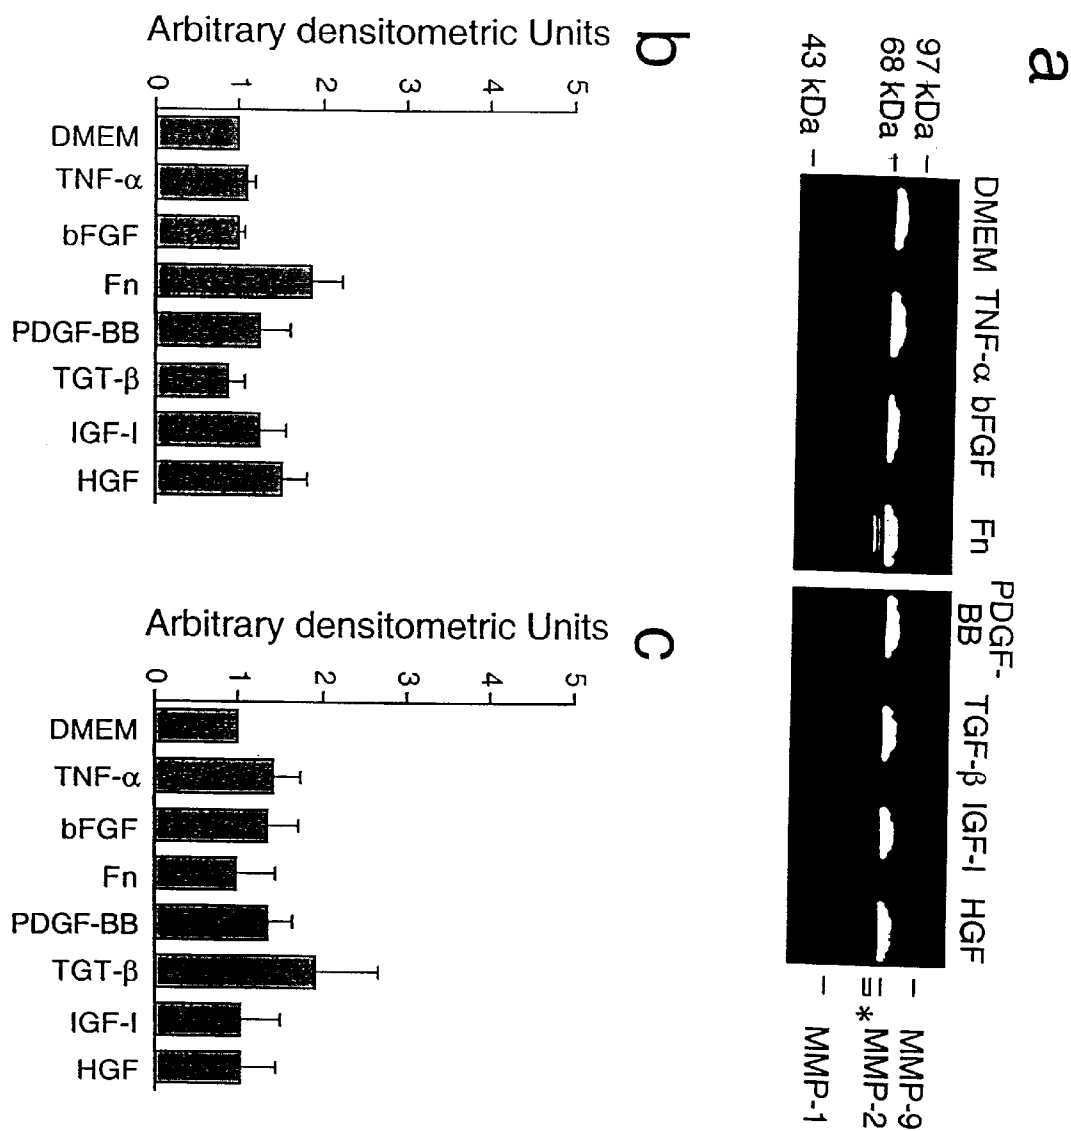 a
DMEM TNF-α bFGF Fn PDGF-BB TGF-β IGF-I HGF
97 kDa –
68 kDa –
43 kDa –
– MMP-9
= MMP-2
= *
– MMP-1
b
Arbitrary densitometric Units
5
4
3
2
1
0
DMEM
TNF-α
bFGF
Fn
PDGF-BB
TGT-β
IGF-I
HGF
c
Arbitrary densitometric Units
5
4
3
2
1
0
DMEM
TNF-α
bFGF
Fn
PDGF-BB
TGT-β
IGF-I
HGF